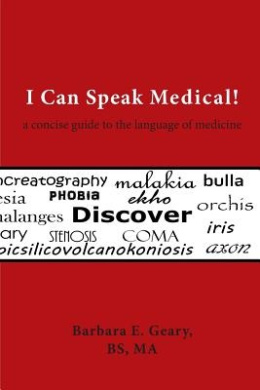 I Can Speak Medical!
a concise guide to the language of medicine
ncreatography malakia bulla
esia PHOBIA ekho orchis
halanges Discover iris
ary STENOSIS COMA axon
opicsilicovolcanokoniosis
Barbara E. Geary,
BS, MA